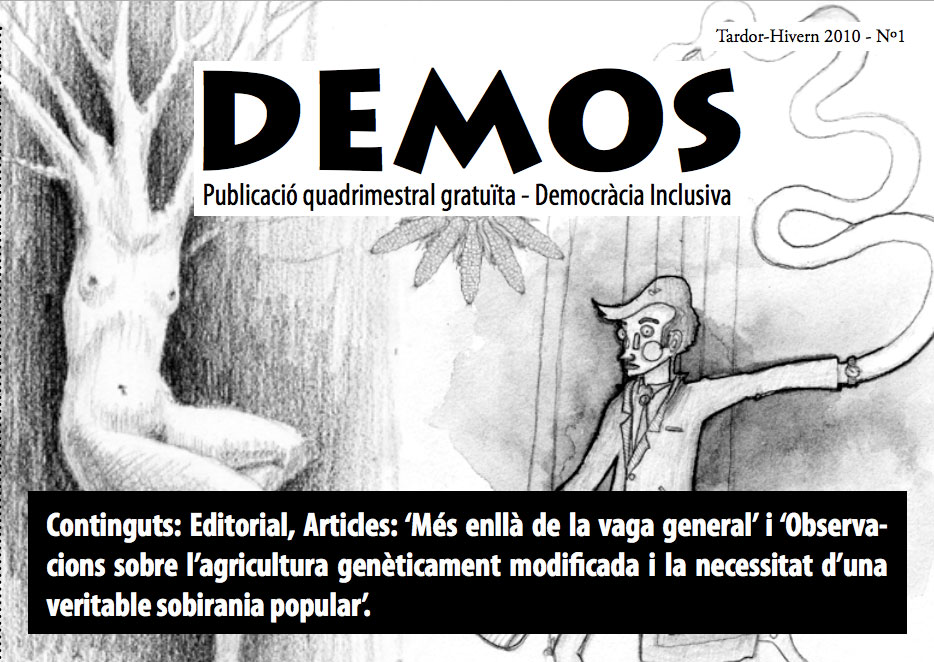 Tardor-Hivern 2010 - Nº1
DEMOS
Publicació quadrimestral gratuïta - Democràcia Inclusiva
Continguts: Editorial, Articles: ‘Més enllà de la vaga general’ i ‘Observa-
cions sobre l’agricultura genèticament modificada i la necessitat d’una
veritable sobirania popular’.